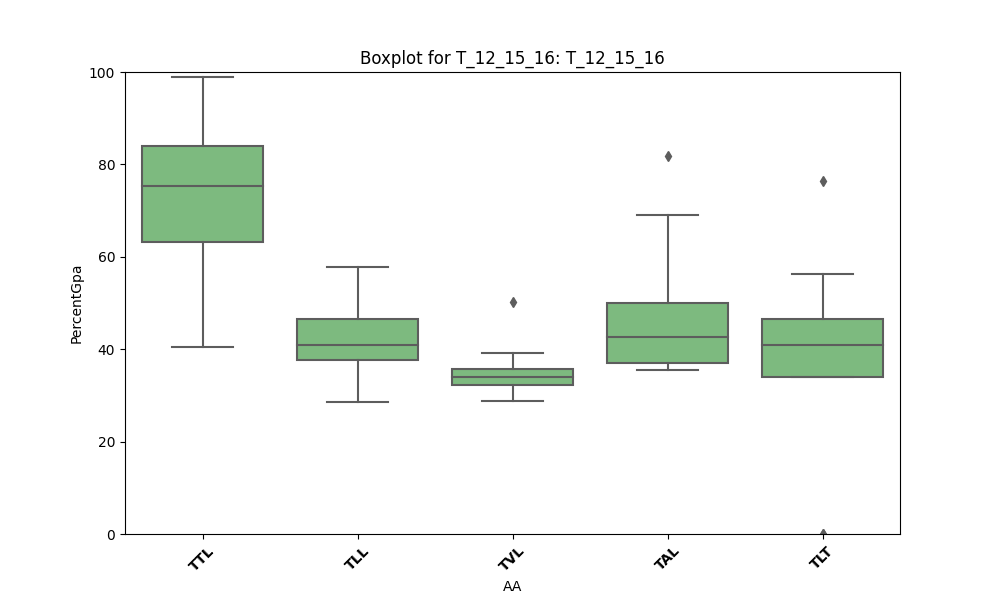 Boxplot for T_12_15_16: T_12_15_16
100
80
60
40
20
0
PercentGpa
TTL
TLL
TVL
TAL
TLT
AA